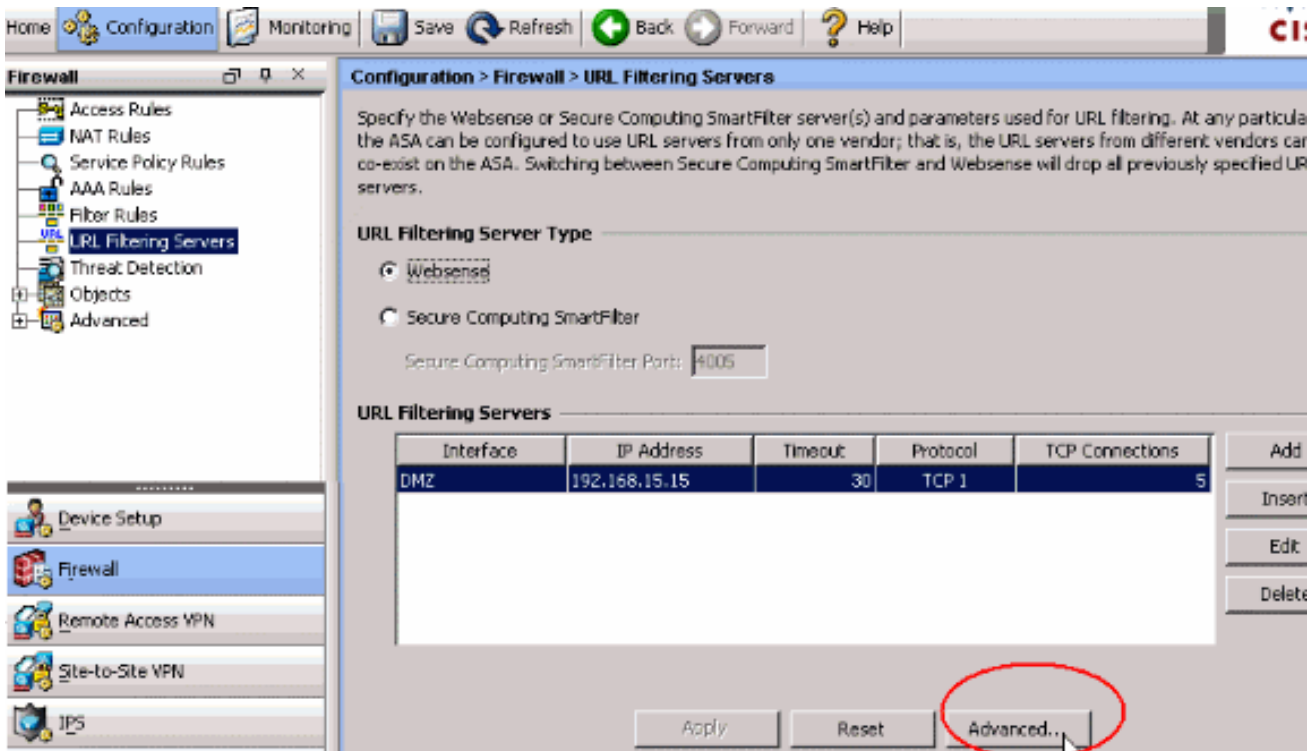 Home Configuration Monitoring Save Refresh Back Forward Help
CIS
Firewall
Access Rules
NAT Rules
Service Policy Rules
AAA Rules
Filter Rules
URL Filtering Servers
Threat Detection
Objects
Advanced
Device Setup
Firewall
Remote Access VPN
Site-to-Site VPN
IPS
Configuration > Firewall > URL Filtering Servers
Specify the Websense or Secure Computing SmartFilter server(s) and parameters used for URL filtering. At any particula
the ASA can be configured to use URL servers from only one vendor; that is, the URL servers from different vendors can
co-exist on the ASA. Switching between Secure Computing SmartFilter and Websense will drop all previously specified UR
servers.
URL Filtering Server Type
Websense
Secure Computing SmartFilter
Secure Computing SmartFilter Port: 4005
URL Filtering Servers
Interface IP Address Timeout Protocol TCP Connections
DMZ 192.168.15.15 30 TCP 1 5
Add
Insert
Edit
Delete
Apply Reset Advanced...